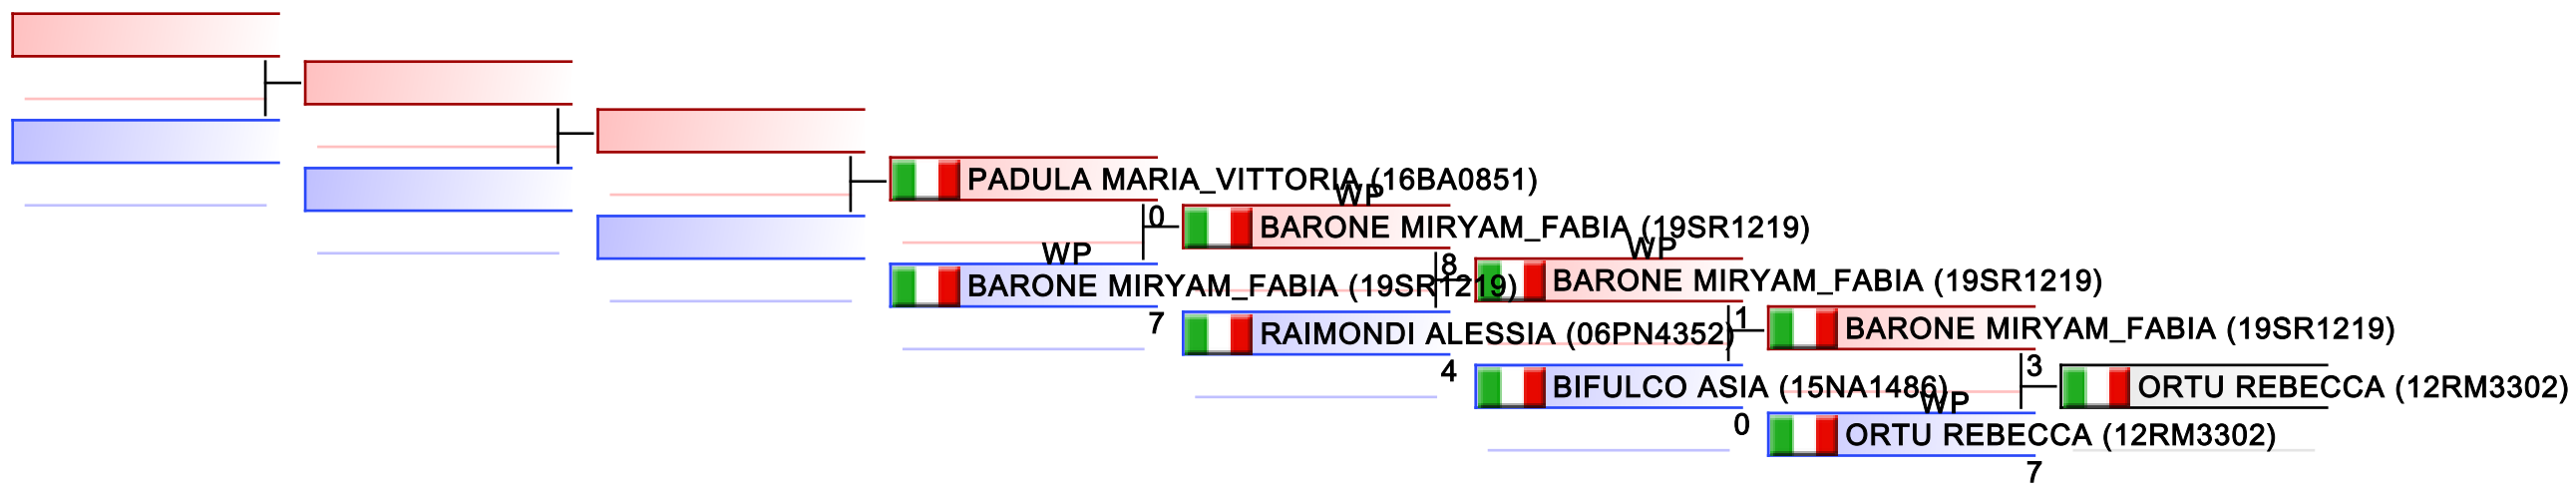 PADULA MARIA_VITTORIA (16BA0851)
0
WP
BARONE MIRYAM_FABIA (19SR1219)
7
WP
BARONE MIRYAM_FABIA (19SR1219)
8
RAIMONDI ALESSIA (06PN4352)
4
WP
BARONE MIRYAM_FABIA (19SR1219)
1
BIFULCO ASIA (15NA1486)
0
BARONE MIRYAM_FABIA (19SR1219)
3
WP
ORTU REBECCA (12RM3302)
7
ORTU REBECCA (12RM3302)